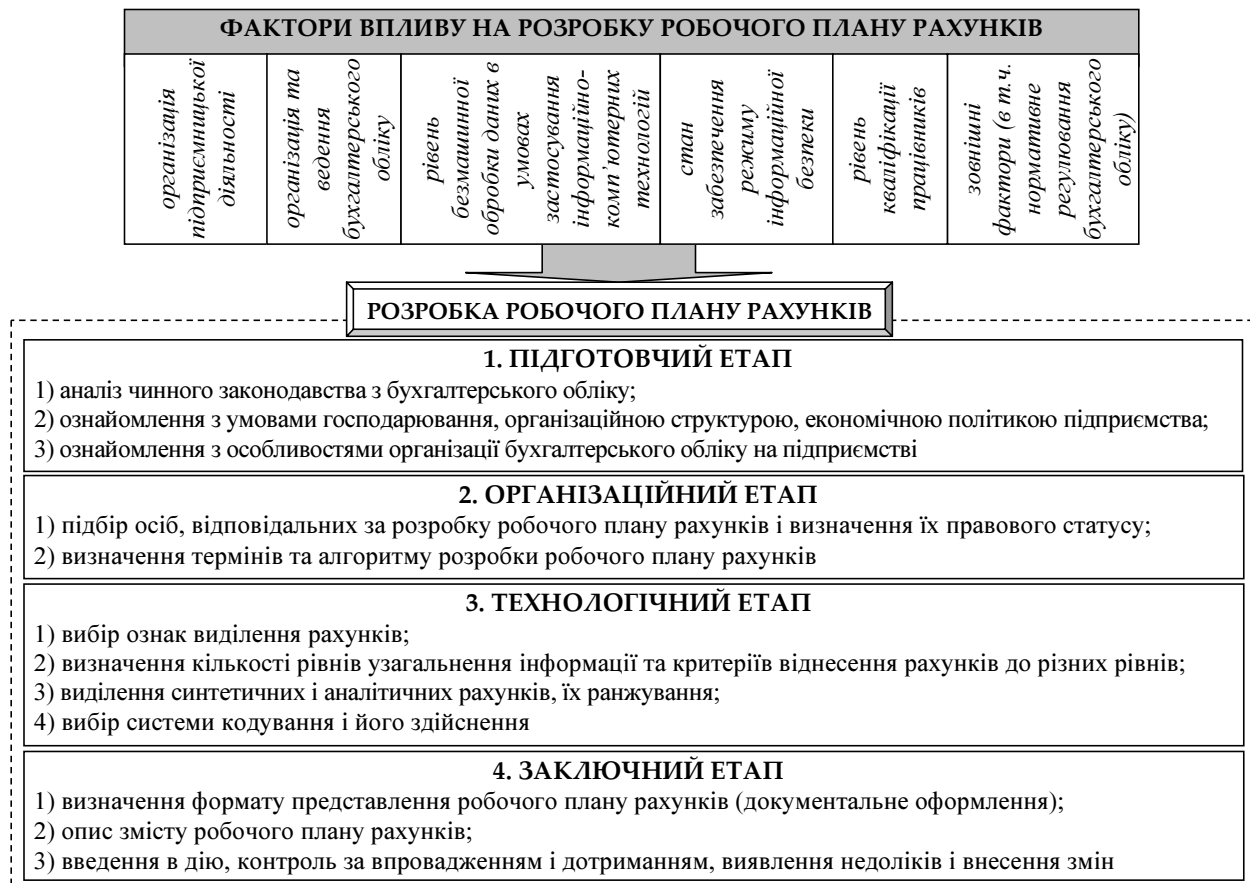 ФАКТОРИ ВПЛИВУ НА РОЗРОБКУ РОБОЧОГО ПЛАНУ РАХУНКІВ
організація
підприємницької
діяльності
організація та
ведення
бухгалтерського
обліку
рівень
безмашинної
обробки даних в
умовах
застосування
інформаційно-
комп'ютерних
технологій
стан
забезпечення
режиму
інформаційної
безпеки
рівень
кваліфікації
працівників
зовнішні
фактори (в т.ч.
нормативне
регулювання
бухгалтерського
обліку)
РОЗРОБКА РОБОЧОГО ПЛАНУ РАХУНКІВ
1. ПІДГОТОВЧИЙ ЕТАП
1) аналіз чинного законодавства з бухгалтерського обліку;
2) ознайомлення з умовами господарювання, організаційною структурою, економічною політикою підприємства;
3) ознайомлення з особливостями організації бухгалтерського обліку на підприємстві
2. ОРГАНІЗАЦІЙНИЙ ЕТАП
1) підбір осіб, відповідальних за розробку робочого плану рахунків і визначення їх правового статусу;
2) визначення термінів та алгоритму розробки робочого плану рахунків
3. ТЕХНОЛОГІЧНИЙ ЕТАП
1) вибір ознак виділення рахунків;
2) визначення кількості рівнів узагальнення інформації та критеріїв віднесення рахунків до різних рівнів;
3) виділення синтетичних і аналітичних рахунків, їх ранжування;
4) вибір системи кодування і його здійснення
4. ЗАКЛЮЧНИЙ ЕТАП
1) визначення формату представлення робочого плану рахунків (документальне оформлення);
2) опис змісту робочого плану рахунків;
3) введення в дію, контроль за впровадженням і дотриманням, виявлення недоліків і внесення змін